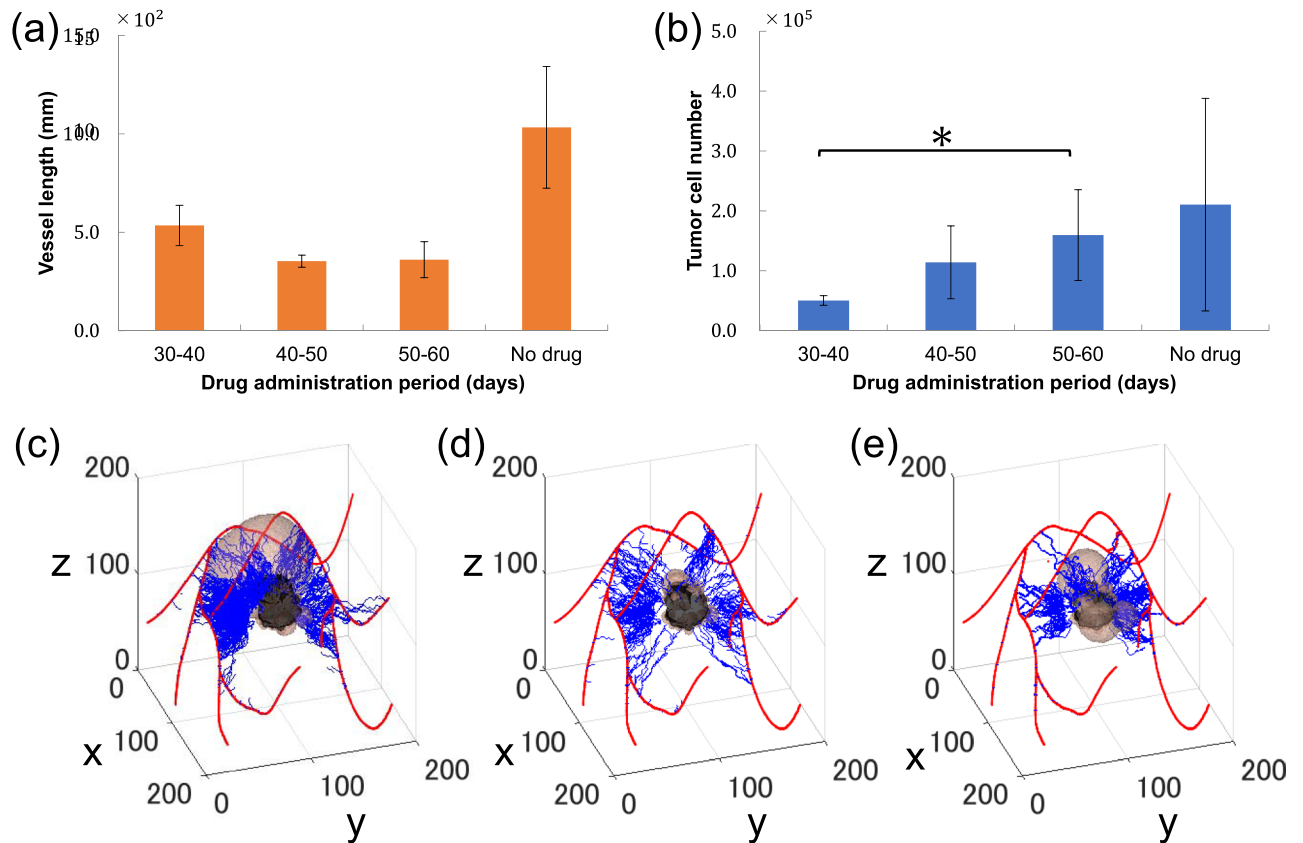 (a)
× 10²
15.0
15
10.0
10
5.0
0.0
Vessel length (mm)
30-40 40-50 50-60 No drug
Drug administration period (days)
(b)
× 10⁵
5.0
4.0
3.0
2.0
1.0
0.0
Tumor cell number
*
30-40 40-50 50-60 No drug
Drug administration period (days)
(c)
200
z 100
0
0
x 100
200
0
100
200
y
(d)
200
z 100
0
0
x 100
200
0
100
200
y
(e)
200
z 100
0
0
x 100
200
0
100
200
y